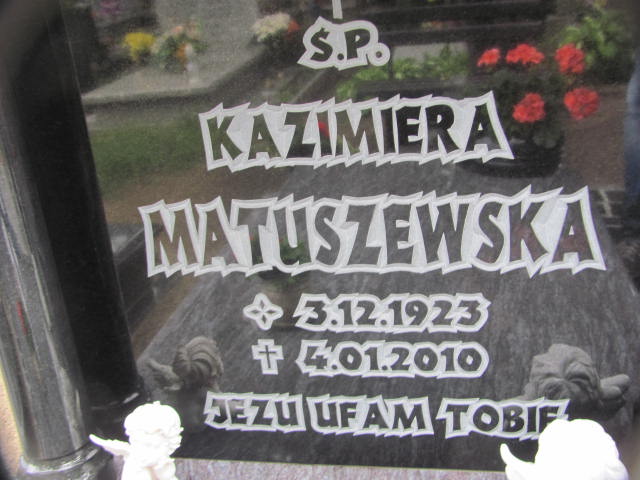 Ś.P.
KAZIMIERA
MATUSZEWSKA
3.12.1923
4.01.2010
JEZU UFAM TOBIE